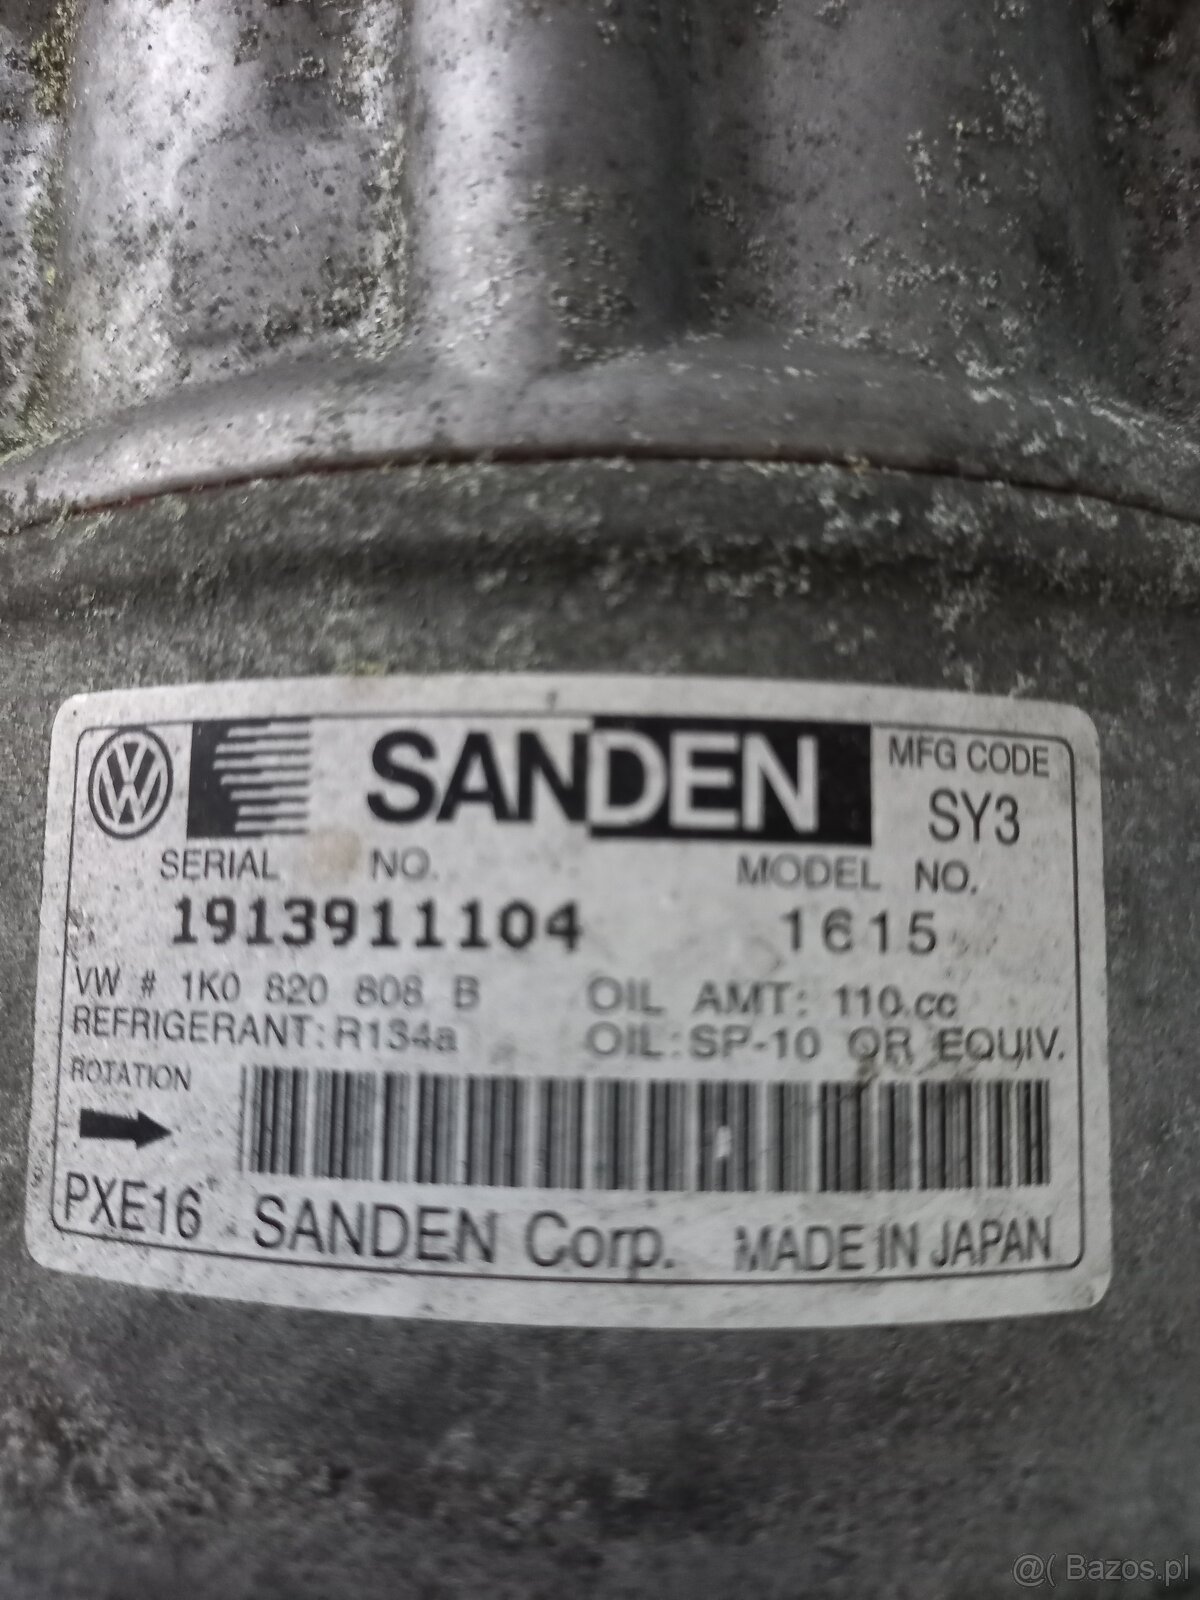 SANDEN
MFG CODE
SY3
SERIAL NO.
MODEL NO.
1913911104
1615
VW # 1K0 820 808 B
OIL AMT: 110.cc
REFRIGERANT: R134a
OIL: SP-10 OR EQUIV.
ROTATION
PXE16 SANDEN Corp. MADE IN JAPAN
@( Bazos.pl